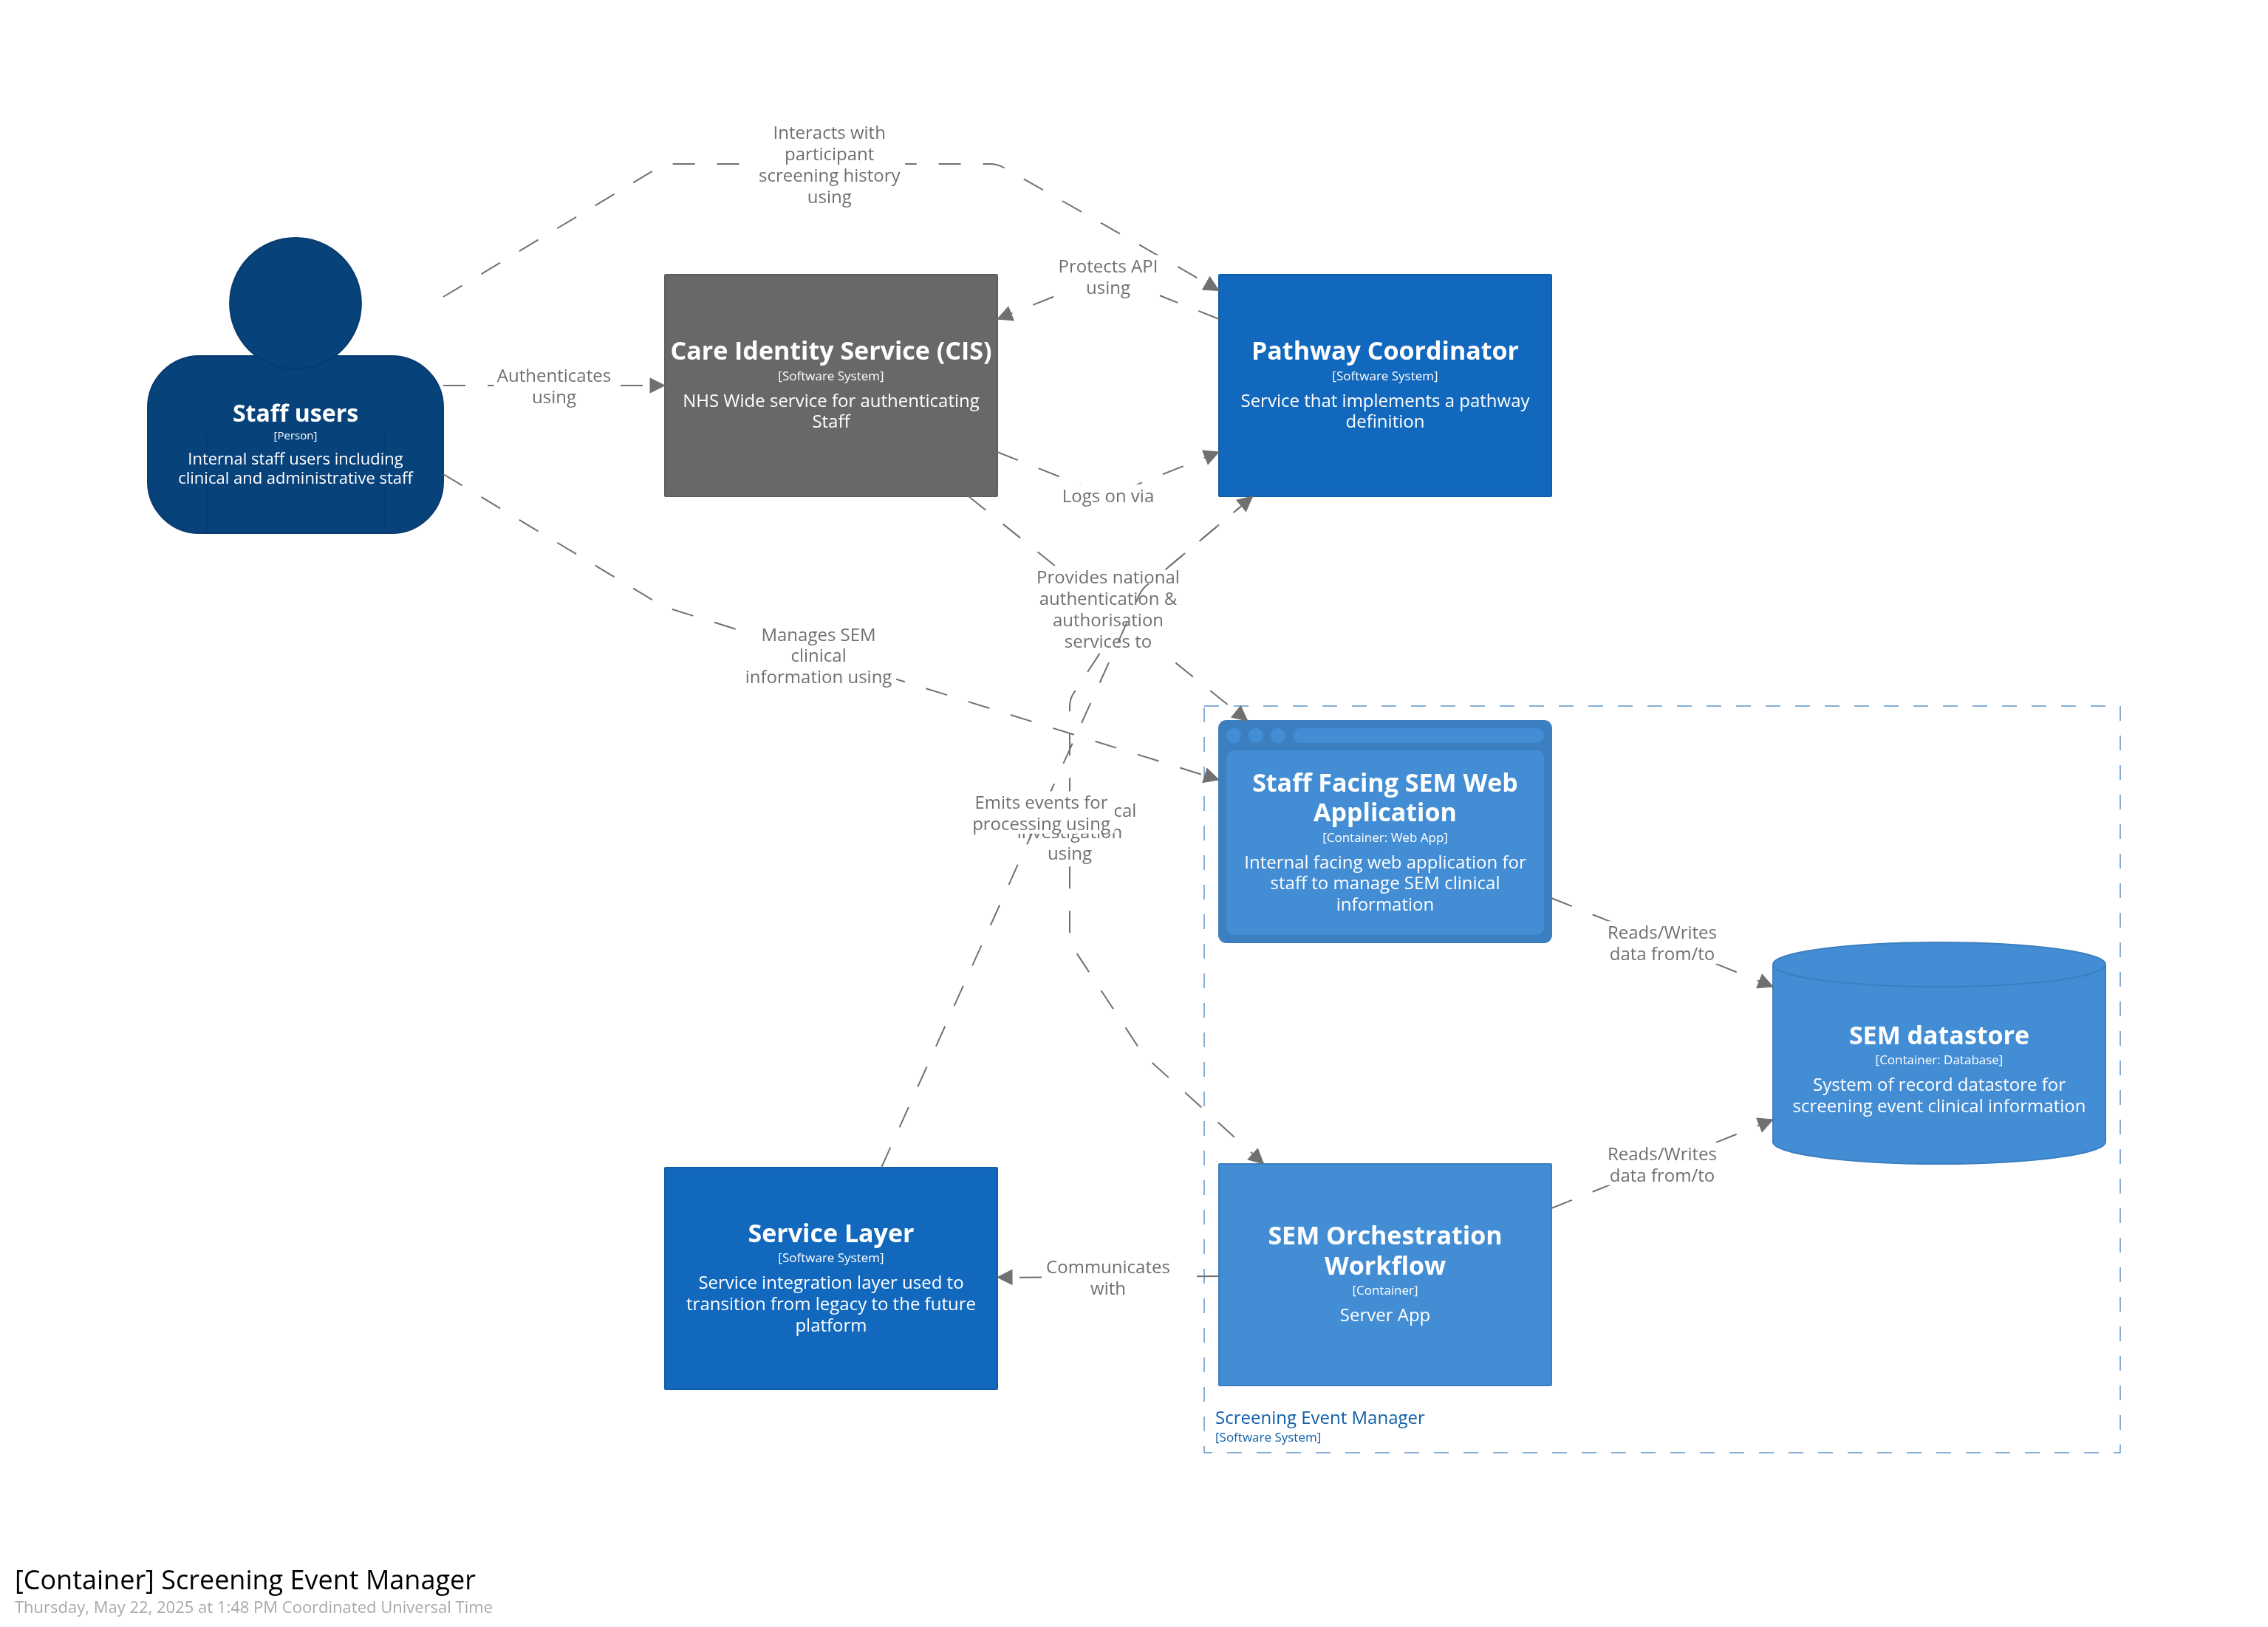 Interacts with
participant
screening history
using
Protects API
using
Care Identity Service (CIS)
[Software System]
NHS Wide service for authenticating
Staff
Pathway Coordinator
[Software System]
Service that implements a pathway
definition
Authenticates
using
Staff users
[Person]
Internal staff users including
clinical and administrative staff
Logs on via
Provides national
authentication &
authorisation
services to
Manages SEM
clinical
information using
Staff Facing SEM Web
Application
[Container: Web App]
Internal facing web application for
staff to manage SEM clinical
information
Emits events for
processing using
investigation
using
Reads/Writes
data from/to
SEM datastore
[Container: Database]
System of record datastore for
screening event clinical information
Reads/Writes
data from/to
Service Layer
[Software System]
Service integration layer used to
transition from legacy to the future
platform
Communicates
with
SEM Orchestration
Workflow
[Container]
Server App
Screening Event Manager
[Software System]
[Container] Screening Event Manager
Thursday, May 22, 2025 at 1:48 PM Coordinated Universal Time